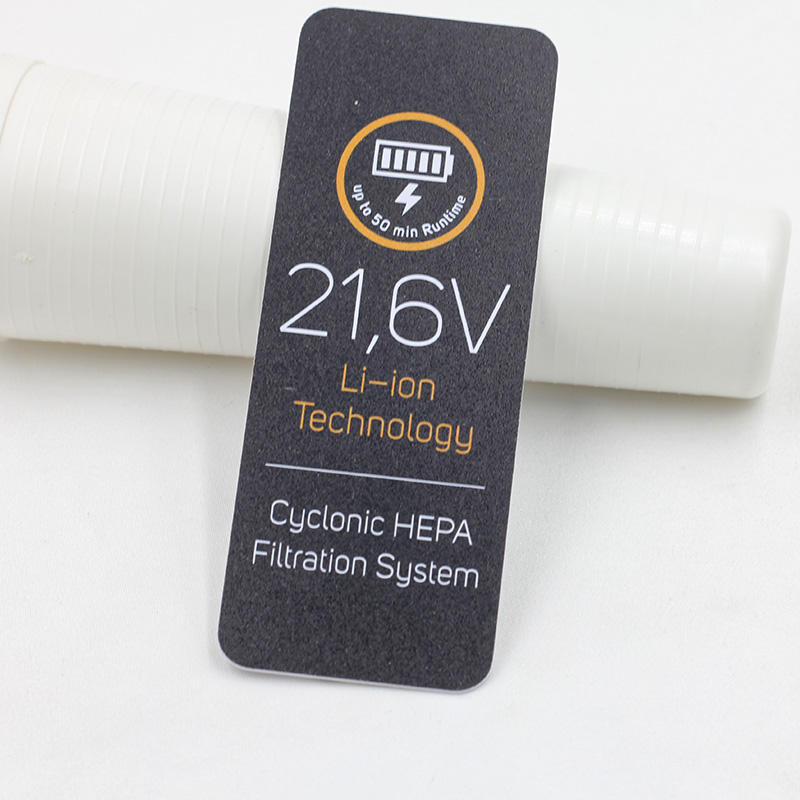 up to 50 min Runtime
21,6V
Li-ion
Technology
Cyclonic HEPA
Filtration System